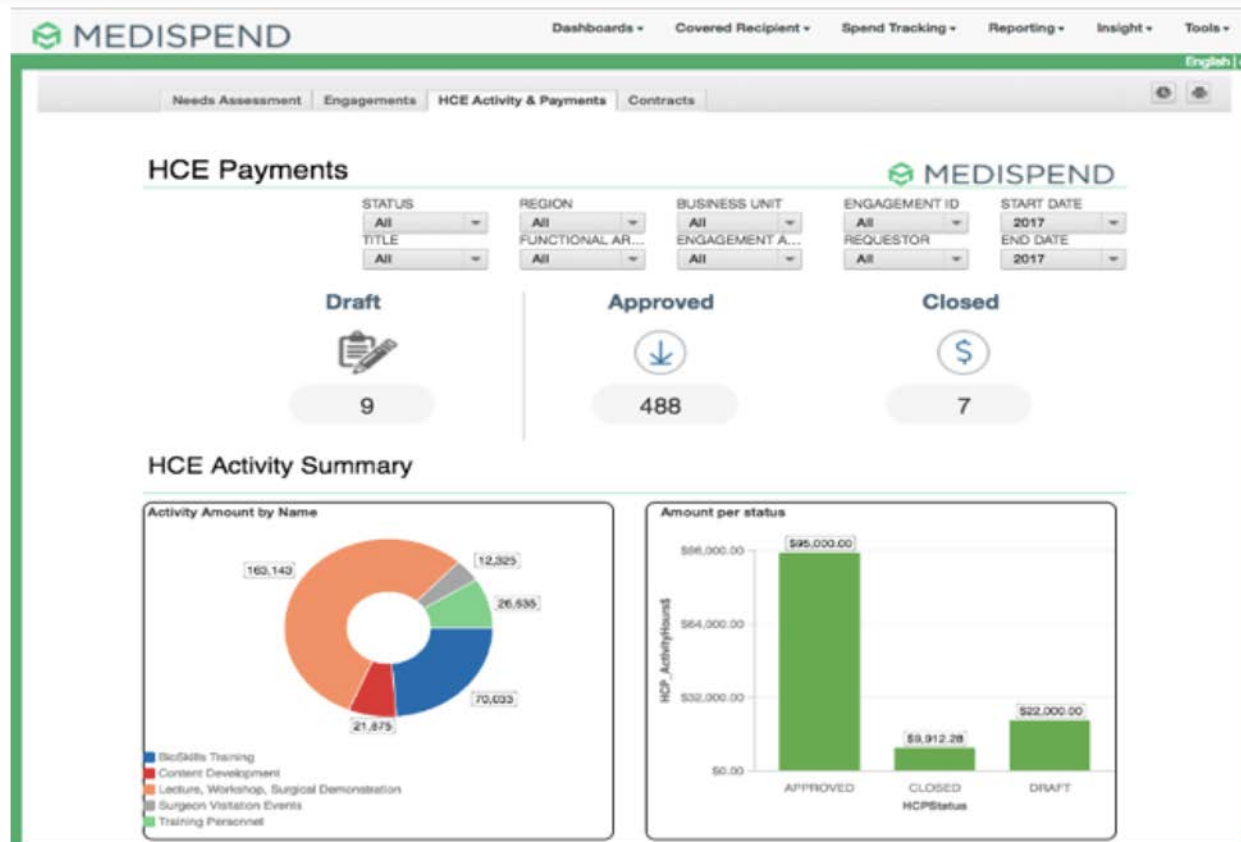 MEDISPEND
Dashboards Covered Recipient Spend Tracking Reporting Insight Tools
English |
Needs Assessment Engagements HCE Activity & Payments Contracts
HCE Payments
MEDISPEND
STATUS REGION BUSINESS UNIT ENGAGEMENT ID START DATE
All All All All 2017
TITLE FUNCTIONAL AR... ENGAGEMENT A... REQUESTOR END DATE
All All All All 2017
Draft Approved Closed
$
9 488 7
HCE Activity Summary
Activity Amount by Name
163,143
12,325
26,635
70,033
21,875
BioSkills Training
Content Development
Lecture, Workshop, Surgical Demonstration
Surgeon Visitation Events
Training Personnel
Amount per status
$95,000.00
$96,000.00
$64,000.00
$32,000.00
$22,000.00
$9,912.28
$0.00
HCP_ActivityHours$
APPROVED CLOSED DRAFT
HCPStatus